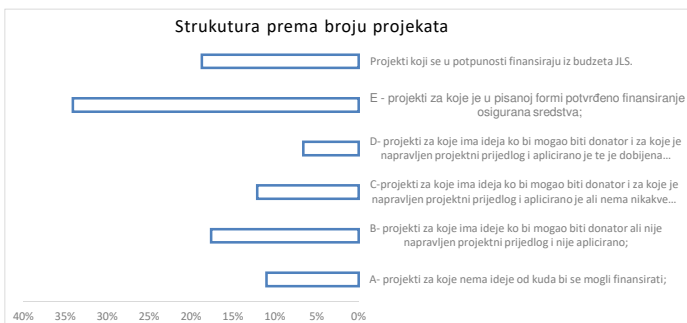 Strukutura prema broju projekata
Projekti koji se u potpunosti finansiraju iz budzeta JLS.
E - projekti za koje je u pisanoj formi potvrđeno finansiranje
osigurana sredstva;
D- projekti za koje ima ideja ko bi mogao biti donator i za koje je
napravljen projektni prijedlog i aplicirano je te je dobijena...
C-projekti za koje ima ideja ko bi mogao biti donator i za koje je
napravljen projektni prijedlog i aplicirano je ali nema nikakve...
B- projekti za koje ima ideje ko bi mogao biti donator ali nije
napravljen projektni prijedlog i nije aplicirano;
A- projekti za koje nema ideje od kuda bi se mogli finansirati;
40% 35% 30% 25% 20% 15% 10% 5% 0%